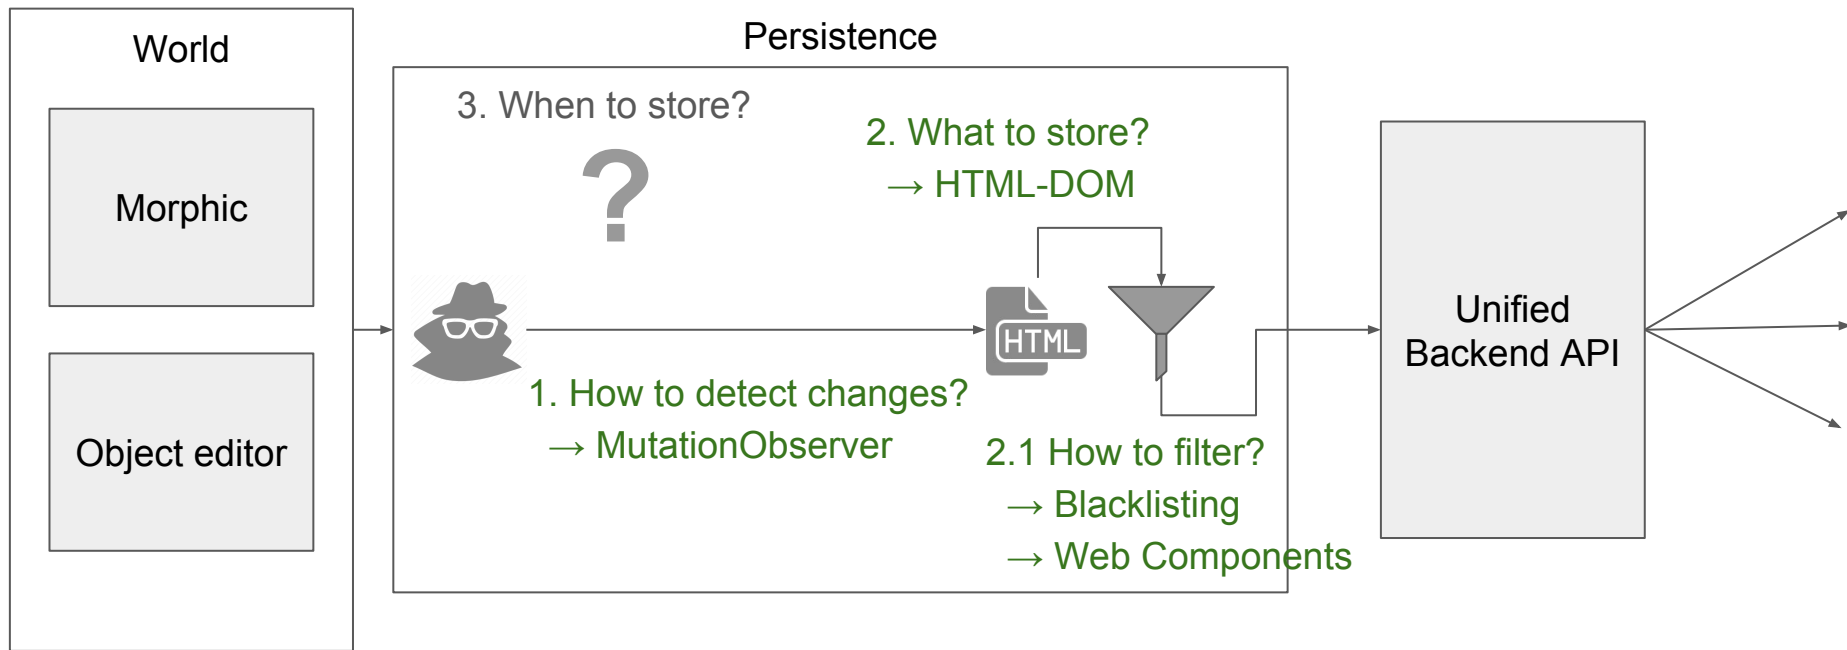 World
Morphic
Object editor
Persistence
3. When to store?
?
2. What to store?
→ HTML-DOM
HTML
1. How to detect changes?
→ MutationObserver
2.1 How to filter?
→ Blacklisting
→ Web Components
Unified
Backend API